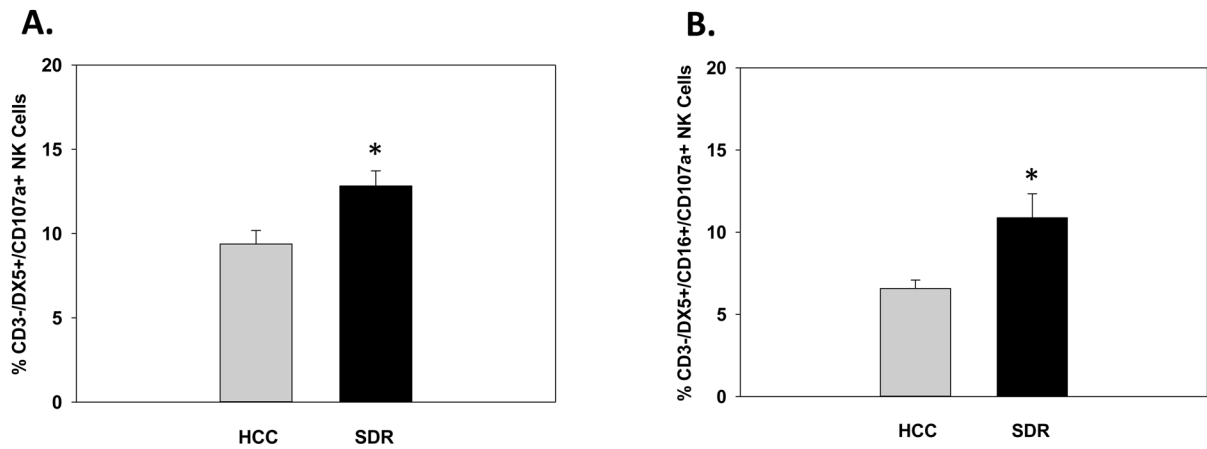 A.
% CD3-/DX5+/CD107a+ NK Cells
20
15
10
5
0
*
HCC
SDR
B.
% CD3-/DX5+/CD16+/CD107a+ NK Cells
20
15
10
5
0
*
HCC
SDR